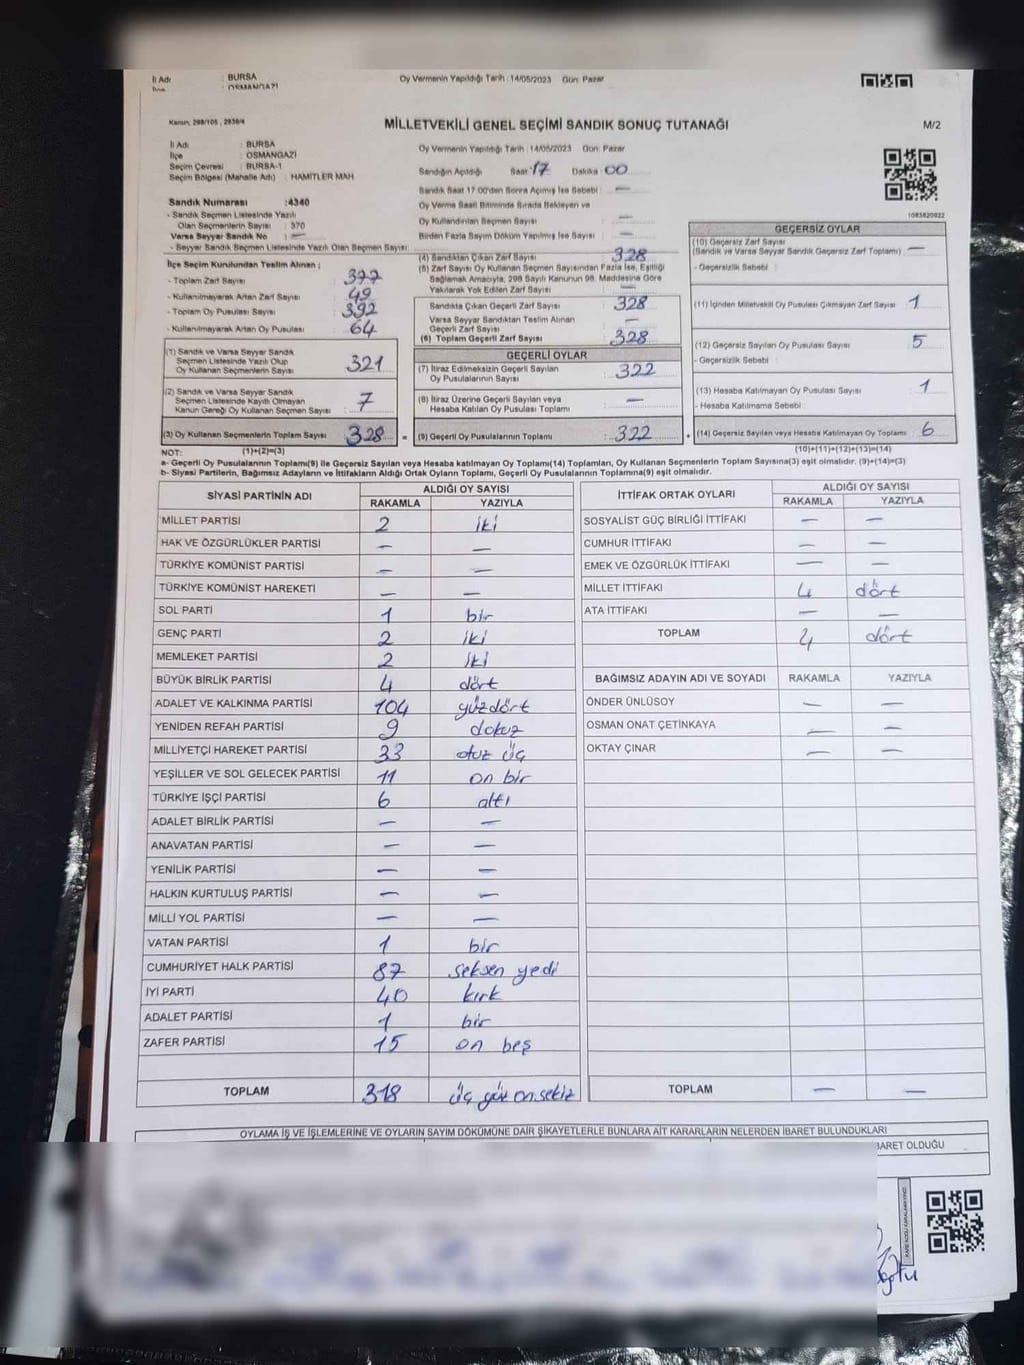 İl Adı : BURSA Oy Vermenin Yapıldığı Tarih : 14/05/2023 Gün: Pazar
İlçe : OSMANGAZİ
Kanun, 298/105 , 2839/4
MİLLETVEKİLİ GENEL SEÇİMİ SANDIK SONUÇ TUTANAĞI M/2
İl Adı : BURSA Oy Vermenin Yapıldığı Tarih : 14/05/2023 Gün: Pazar
İlçe : OSMANGAZİ
Seçim Çevresi : BURSA-1 Sandığın Açıldığı Saat : 17 Dakika : 00
Seçim Bölgesi (Mahalle Adı) : HAMİTLER MAH.
Sandık Saat 17.00'den Sonra Açılmış İse Sebebi : —
Sandık Numarası : 4340
- Sandık Seçmen Listesinde Yazılı
Olan Seçmenlerin Sayısı : 370
Varsa Seyyar Sandık No : —
- Seyyar Sandık Seçmen Listesinde Yazılı Olan Seçmen Sayısı:
Oy Verme Saati Bitiminde Sırada Bekleyen ve
Oy Kullandırılan Seçmen Sayısı : —
Birden Fazla Sayım Döküm Yapılmış İse Sayısı : —
1083820922
İlçe Seçim Kurulundan Teslim Alınan ;
- Toplam Zarf Sayısı : 377
- Kullanılmayarak Artan Zarf Sayısı : 49
- Toplam Oy Pusulası : 392
- Kullanılmayarak Artan Oy Pusulası : 64
(1) Sandık ve Varsa Seyyar Sandık
Seçmen Listesinde Yazılı Olup
Oy Kullanan Seçmenlerin Sayısı : 321
(2) Sandık ve Varsa Seyyar Sandık
Seçmen Listesinde Kayıtlı Olmayan
Kanun Gereği Oy Kullanan Seçmen Sayısı : 7
(3) Oy Kullanan Seçmenlerin Toplam Sayısı : 328 =
(4) Sandıktan Çıkan Zarf Sayısı : 328
(5) Zarf Sayısı Oy Kullanan Seçmen Sayısından Fazla İse, Eşitliği
Sağlamak Amacıyla, 298 Sayılı Kanunun 98. Maddesine Göre
Yakılarak Yok Edilen Zarf Sayısı : —
Sandıkta Çıkan Geçerli Zarf Sayısı : 328
Varsa Seyyar Sandıktan Teslim Alınan
Geçerli Zarf Sayısı : —
(6) Toplam Geçerli Zarf Sayısı : 328
GEÇERLİ OYLAR
(7) İtiraz Edilmeksizin Geçerli Sayılan
Oy Pusulalarının Sayısı : 322
(8) İtiraz Üzerine Geçerli Sayılan veya
Hesaba Katılan Oy Pusulası Toplamı : —
(9) Geçerli Oy Pusulalarının Toplamı : 322 +
GEÇERSİZ OYLAR
(10) Geçersiz Zarf Sayısı
(Sandık ve Varsa Seyyar Sandık Geçersiz Zarf Toplamı) : —
- Geçersizlik Sebebi :
(11) İçinden Milletvekili Oy Pusulası Çıkmayan Zarf Sayısı : 1
(12) Geçersiz Sayılan Oy Pusulası Sayısı : 5
- Geçersizlik Sebebi :
(13) Hesaba Katılmayan Oy Pusulası Sayısı : 1
- Hesaba Katılmama Sebebi :
(14) Geçersiz Sayılan veya Hesaba Katılmayan Oy Toplamı : 6
NOT: (1)+(2)=(3) (10)+(11)+(12)+(13)=(14)
a- Geçerli Oy Pusulalarının Toplamı(9) ile Geçersiz Sayılan veya Hesaba katılmayan Oy Toplamı(14) Toplamları, Oy Kullanan Seçmenlerin Toplam Sayısına(3) eşit olmalıdır. (9)+(14)=(3)
b- Siyasi Partilerin, Bağımsız Adayların ve İttifakların Aldığı Ortak Oyların Toplamı, Geçerli Oy Pusulalarının Toplamına(9) eşit olmalıdır.
SİYASİ PARTİNİN ADI ALDIĞI OY SAYISI
RAKAMLA YAZIYLA
MİLLET PARTİSİ 2 iki
HAK VE ÖZGÜRLÜKLER PARTİSİ — —
TÜRKİYE KOMÜNİST PARTİSİ — —
TÜRKİYE KOMÜNİST HAREKETİ — —
SOL PARTİ 1 bir
GENÇ PARTİ 2 iki
MEMLEKET PARTİSİ 2 iki
BÜYÜK BİRLİK PARTİSİ 4 dört
ADALET VE KALKINMA PARTİSİ 104 yüzdört
YENİDEN REFAH PARTİSİ 9 dokuz
MİLLİYETÇİ HAREKET PARTİSİ 33 otuz üç
YEŞİLLER VE SOL GELECEK PARTİSİ 11 on bir
TÜRKİYE İŞÇİ PARTİSİ 6 altı
ADALET BİRLİK PARTİSİ — —
ANAVATAN PARTİSİ — —
YENİLİK PARTİSİ — —
HALKIN KURTULUŞ PARTİSİ — —
MİLLİ YOL PARTİSİ — —
VATAN PARTİSİ 1 bir
CUMHURİYET HALK PARTİSİ 87 seksen yedi
İYİ PARTİ 40 kırk
ADALET PARTİSİ 1 bir
ZAFER PARTİSİ 15 on beş
TOPLAM 318 üç yüz on sekiz
İTTİFAK ORTAK OYLARI ALDIĞI OY SAYISI
RAKAMLA YAZIYLA
SOSYALİST GÜÇ BİRLİĞİ İTTİFAKI — —
CUMHUR İTTİFAKI — —
EMEK VE ÖZGÜRLÜK İTTİFAKI — —
MİLLET İTTİFAKI 4 dört
ATA İTTİFAKI — —
TOPLAM 4 dört
BAĞIMSIZ ADAYIN ADI VE SOYADI RAKAMLA YAZIYLA
ÖNDER ÜNLÜSOY — —
OSMAN ONAT ÇETİNKAYA — —
OKTAY ÇINAR — —
TOPLAM — —
OYLAMA İŞ VE İŞLEMLERİNE VE OYLARIN SAYIM DÖKÜMÜNE DAİR ŞİKAYETLERLE BUNLARA AİT KARARLARIN NELERDEN İBARET BULUNDUKLARI
BARET OLDUĞU